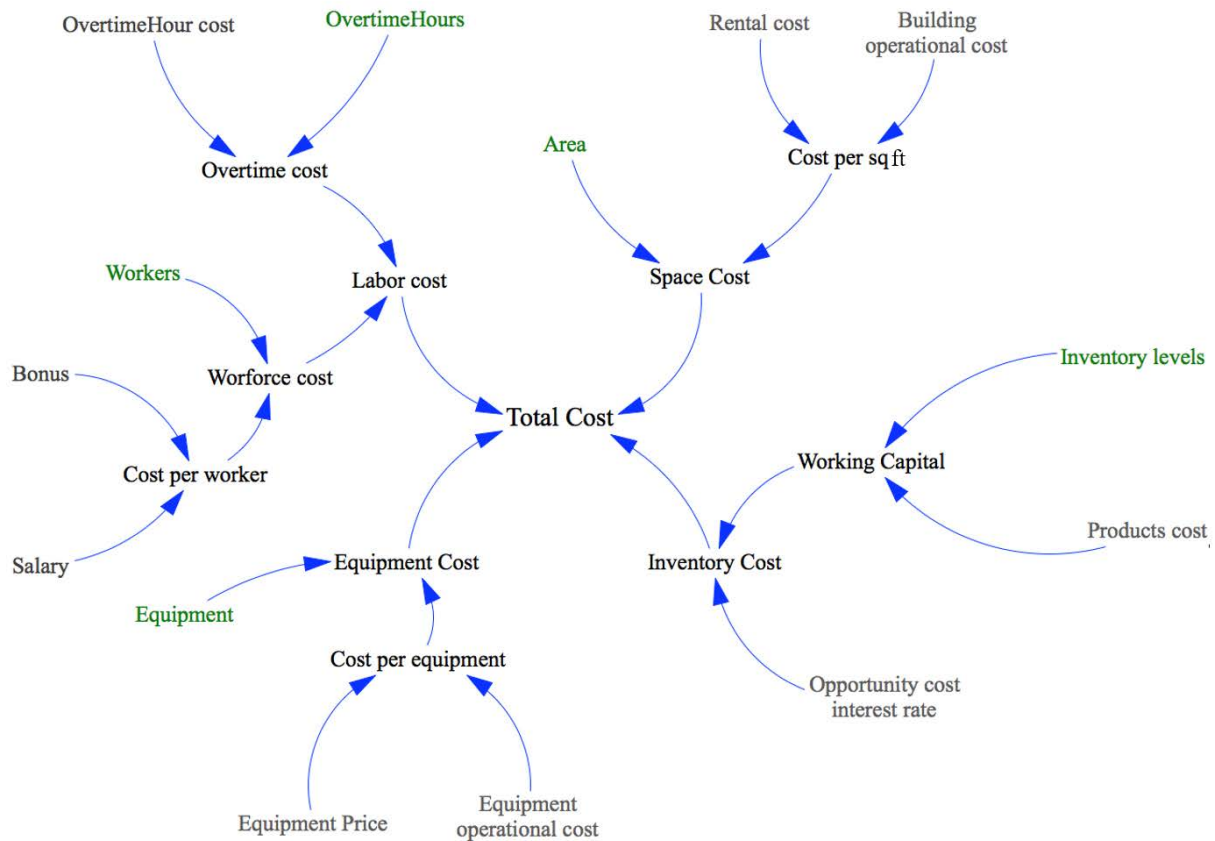 OvertimeHour cost
OvertimeHours
Rental cost
Building
operational cost
Area
Cost per sq ft
Overtime cost
Workers
Labor cost
Space Cost
Inventory levels
Bonus
Worforce cost
Total Cost
Cost per worker
Working Capital
Products cost
Salary
Equipment Cost
Inventory Cost
Equipment
Cost per equipment
Opportunity cost
interest rate
Equipment Price
Equipment
operational cost